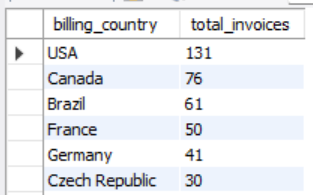 billing_country total_invoices
USA 131
Canada 76
Brazil 61
France 50
Germany 41
Czech Republic 30